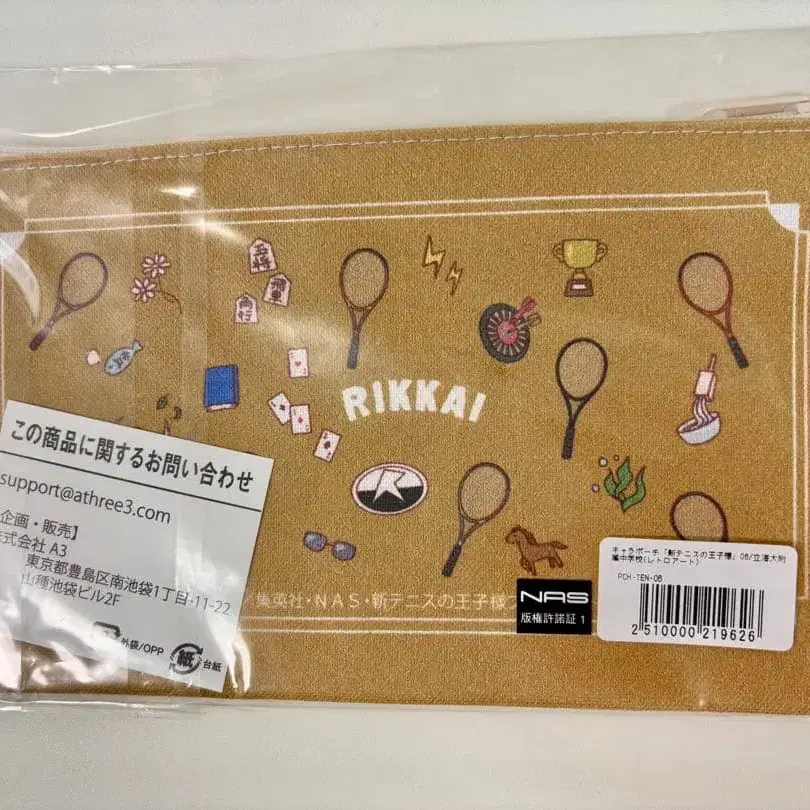 王将
飛車
角行
RIKKAI
R
この商品に関するお問い合わせ
support@athree3.com
企画・販売】
式会社 A3
東京都豊島区南池袋1丁目-11-22
山種池袋ビル2F
外袋/OPP
紙
台紙
集英社・NAS・新テニスの王子様
NAS
版権許諾証 1
キャラポーチ「新テニスの王子様」08/立海大附
属中学校(レトロアート)
PCH-TEN-08
2 510000 219626